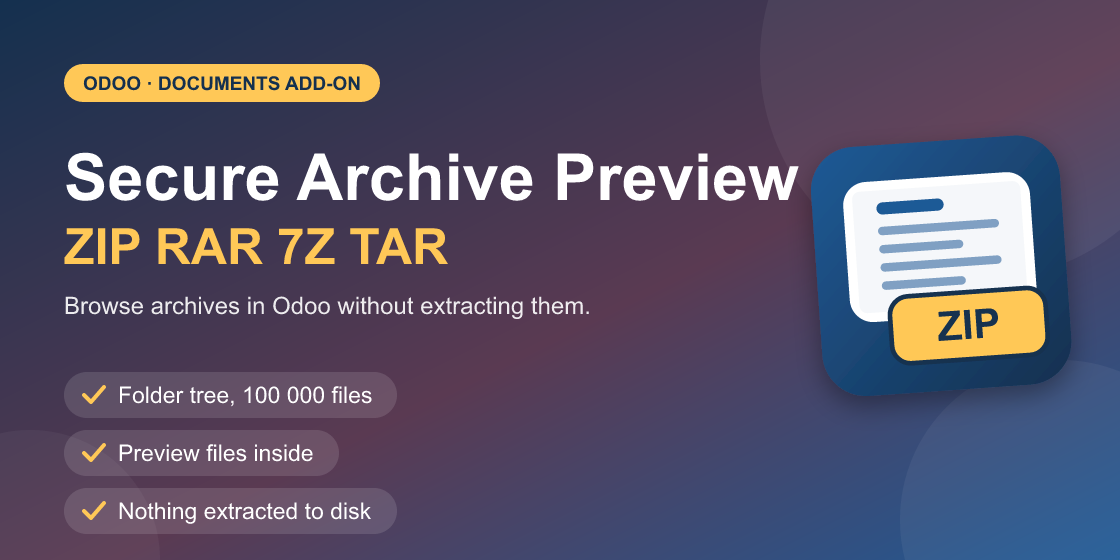 ODOO · DOCUMENTS ADD-ON
Secure Archive Preview
ZIP RAR 7Z TAR
Browse archives in Odoo without extracting them.
ZIP
Folder tree, 100 000 files
Preview files inside
Nothing extracted to disk